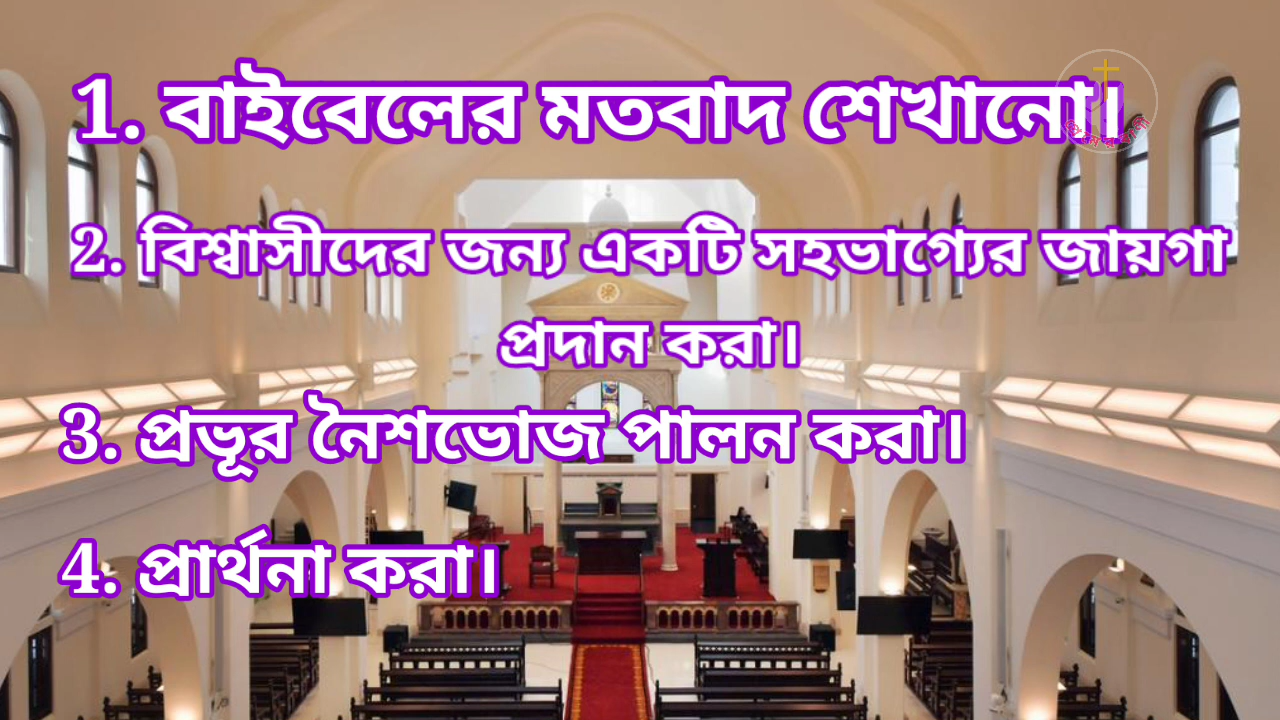 1. বাইবেলের মতবাদ শেখানো।
2. বিশ্বাসীদের জন্য একটি সহভাগ্যের জায়গা
প্রদান করা।
3. প্রভূর নৈশভোজ পালন করা।
4. প্রার্থনা করা।